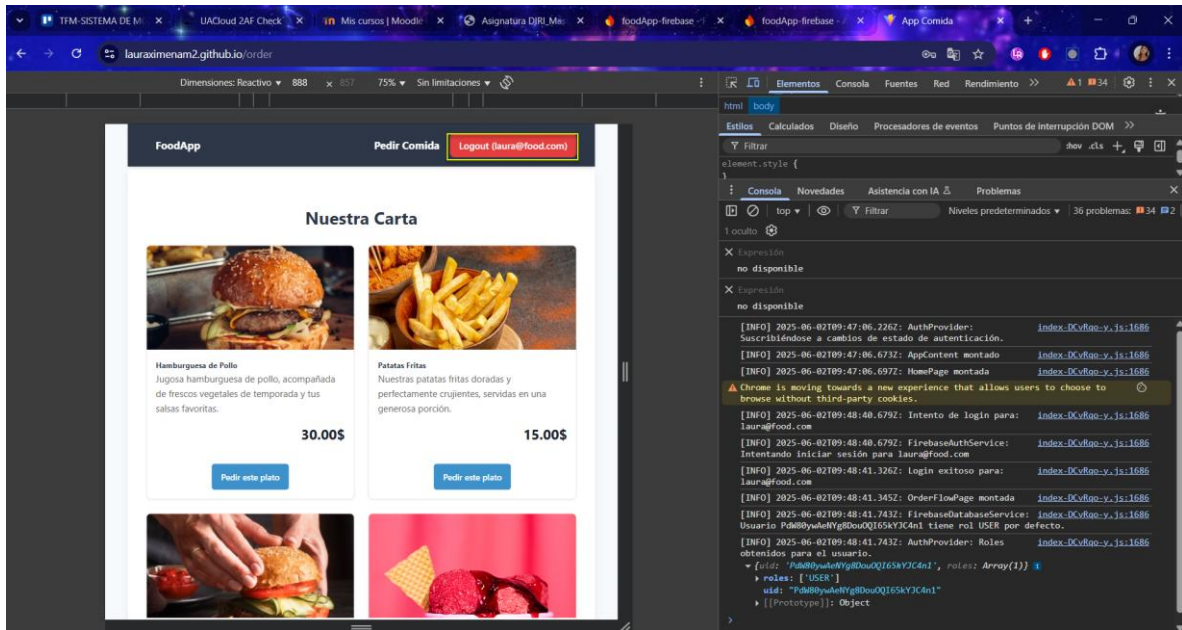 TFM-SISTEMA DE M
UACloud 2AF Check
Mis cursos | Moodle
Asignatura DJRI_Me
foodApp-firebase -
foodApp-firebase -
App Comida
lauraximenam2.github.io/order
Dimensiones: Reactivo 888 x 857 75% Sin limitaciones
Elementos Consola Fuentes Red Rendimiento 1 34
html body
Estilos Calculados Diseño Procesadores de eventos Puntos de interrupción DOM
Filtrar :hov .cls
element.style {
}
Consola Novedades Asistencia con IA Problemas
top Filtrar Niveles predeterminados 36 problemas: 34 2
1 oculto
Expresión
no disponible
Expresión
no disponible
[INFO] 2025-06-02T09:47:06.226Z: AuthProvider: index-DCvRqo-y.js:1686
Suscribiéndose a cambios de estado de autenticación.
[INFO] 2025-06-02T09:47:06.673Z: AppContent montado index-DCvRqo-y.js:1686
[INFO] 2025-06-02T09:47:06.697Z: HomePage montada index-DCvRqo-y.js:1686
Chrome is moving towards a new experience that allows users to choose to
browse without third-party cookies.
[INFO] 2025-06-02T09:48:40.679Z: Intento de login para: index-DCvRqo-y.js:1686
laura@food.com
[INFO] 2025-06-02T09:48:40.679Z: FirebaseAuthService: index-DCvRqo-y.js:1686
Intentando iniciar sesión para laura@food.com
[INFO] 2025-06-02T09:48:41.326Z: Login exitoso para: index-DCvRqo-y.js:1686
laura@food.com
[INFO] 2025-06-02T09:48:41.345Z: OrderFlowPage montada index-DCvRqo-y.js:1686
[INFO] 2025-06-02T09:48:41.743Z: FirebaseDatabaseService: index-DCvRqo-y.js:1686
Usuario PdW80ywAeNYg8DouOQI65kYJC4n1 tiene rol USER por defecto.
[INFO] 2025-06-02T09:48:41.743Z: AuthProvider: Roles index-DCvRqo-y.js:1686
obtenidos para el usuario.
{uid: 'PdW80ywAeNYg8DouOQI65kYJC4n1', roles: Array(1)}
roles: ['USER']
uid: "PdW80ywAeNYg8DouOQI65kYJC4n1"
[[Prototype]]: Object
FoodApp
Pedir Comida
Logout (laura@food.com)
Nuestra Carta
Hamburguesa de Pollo
Jugosa hamburguesa de pollo, acompañada
de frescos vegetales de temporada y tus
salsas favoritas.
30.00$
Pedir este plato
Patatas Fritas
Nuestras patatas fritas doradas y
perfectamente crujientes, servidas en una
generosa porción.
15.00$
Pedir este plato